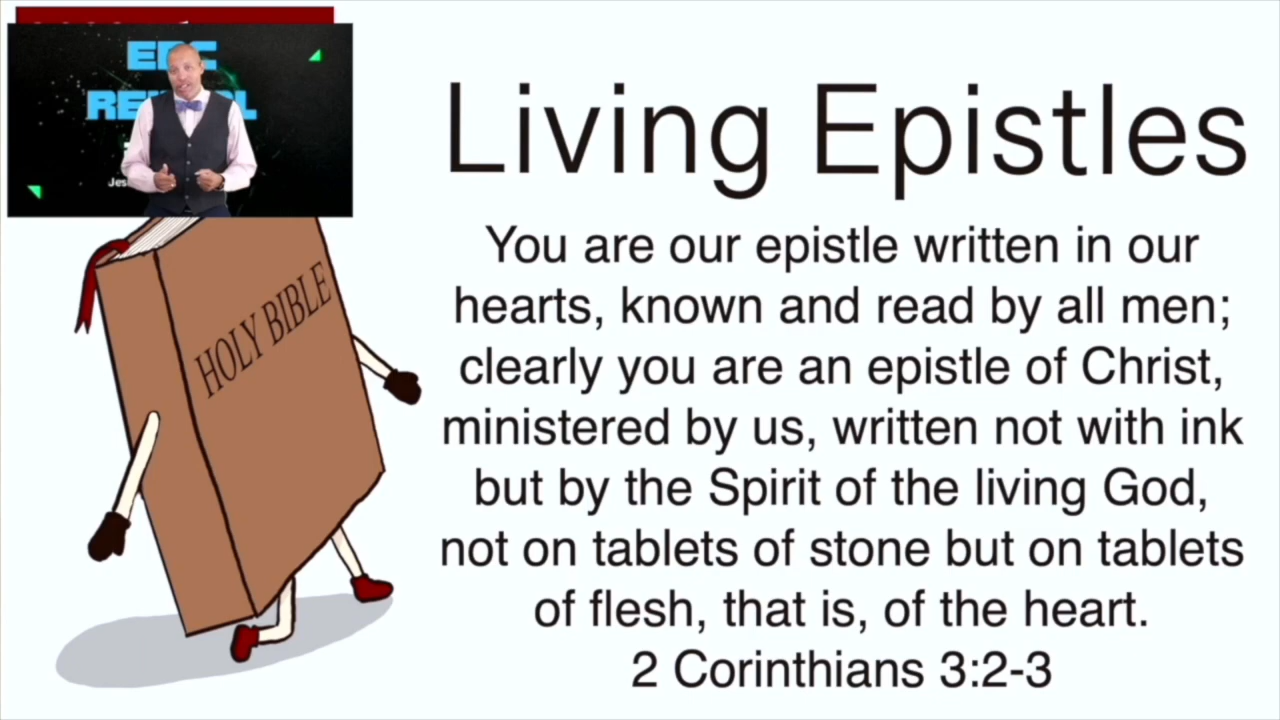 Living Epistles
You are our epistle written in our
hearts, known and read by all men;
clearly you are an epistle of Christ,
ministered by us, written not with ink
but by the Spirit of the living God,
not on tablets of stone but on tablets
of flesh, that is, of the heart.
2 Corinthians 3:2-3
HOLY BIBLE